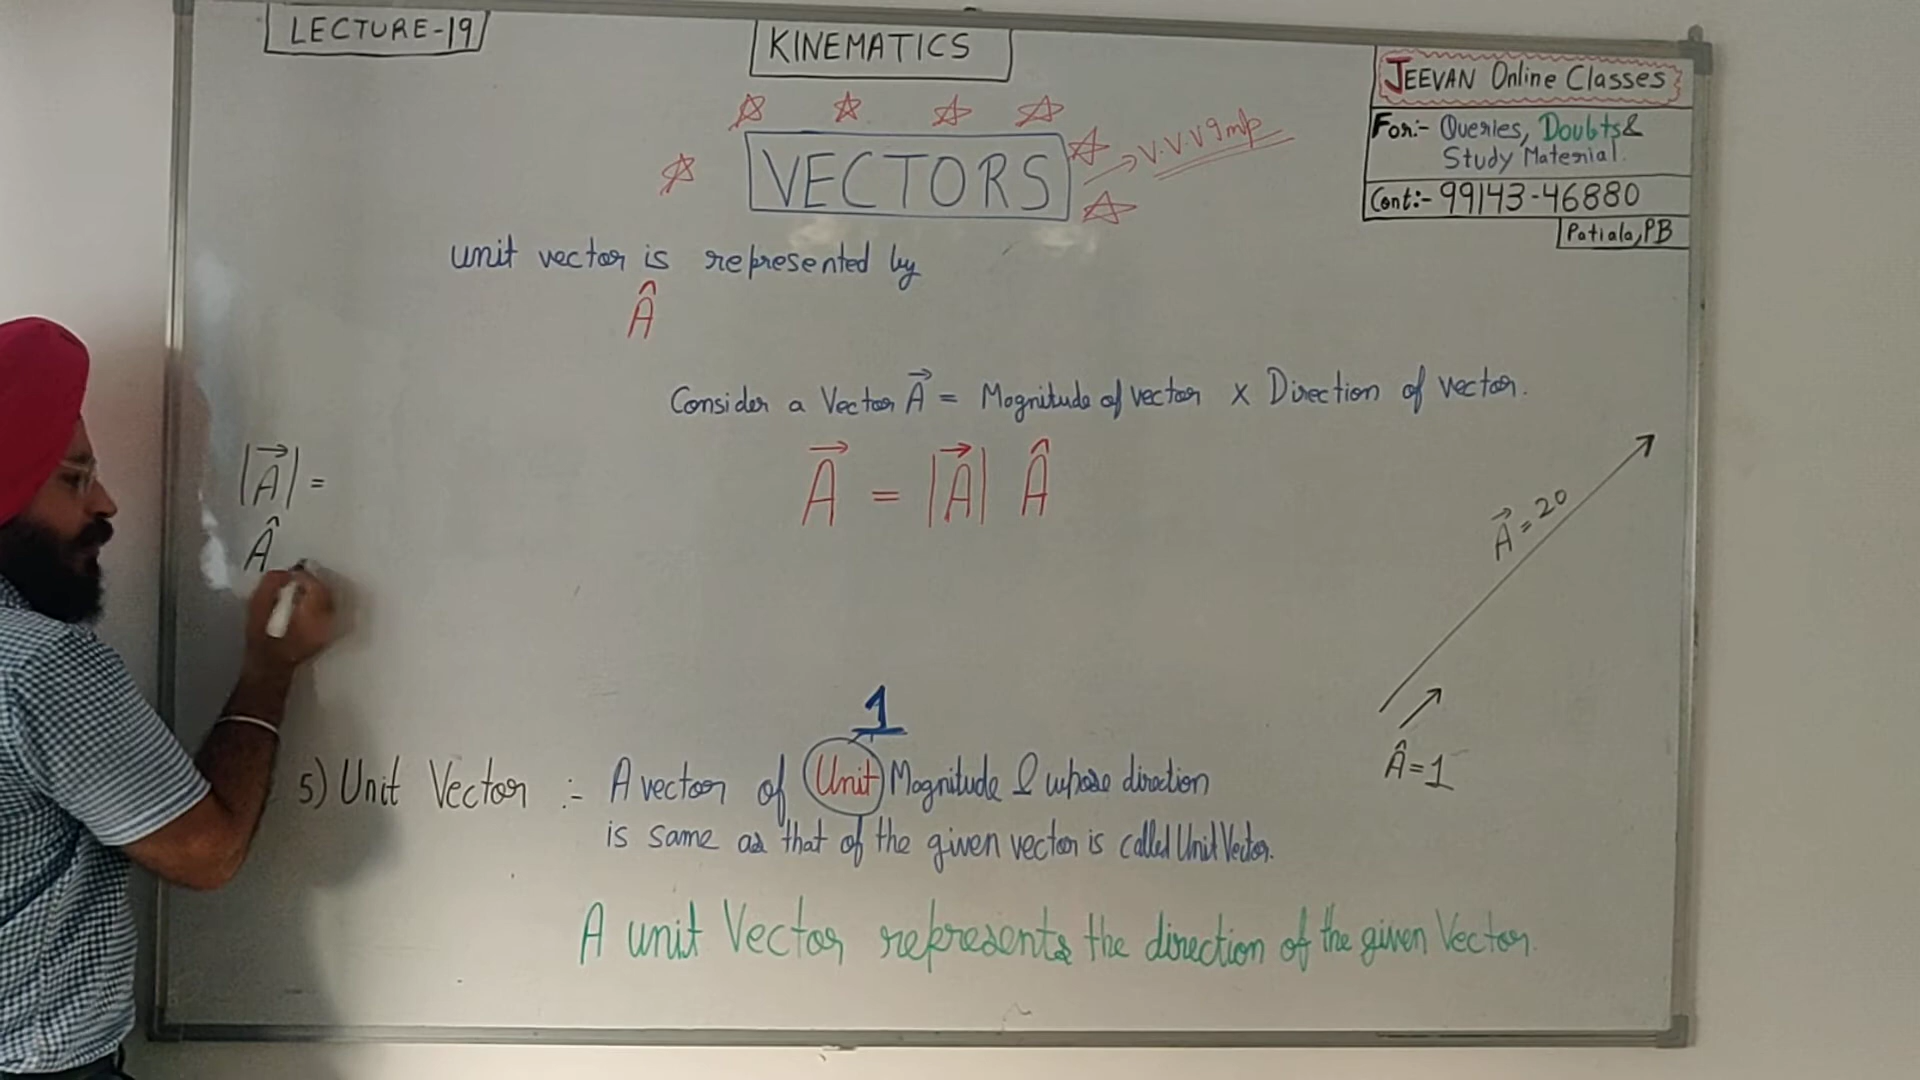 LECTURE-19
KINEMATICS
JEEVAN Online Classes
For:- Queries, Doubts &
Study Material.
Cont:- 99143-46880
Patiala, PB
VECTORS → V.V.V Imp
unit vector is represented by
Â
Consider a Vector A⃗ = Magnitude of vector × Direction of vector.
A⃗ = |A⃗| Â
|A⃗| =
Â
A⃗ = 20
Â = 1
1
5) Unit Vector :- A vector of Unit Magnitude & whose direction
is same as that of the given vector is called Unit Vector.
A unit Vector represents the direction of the given Vector.